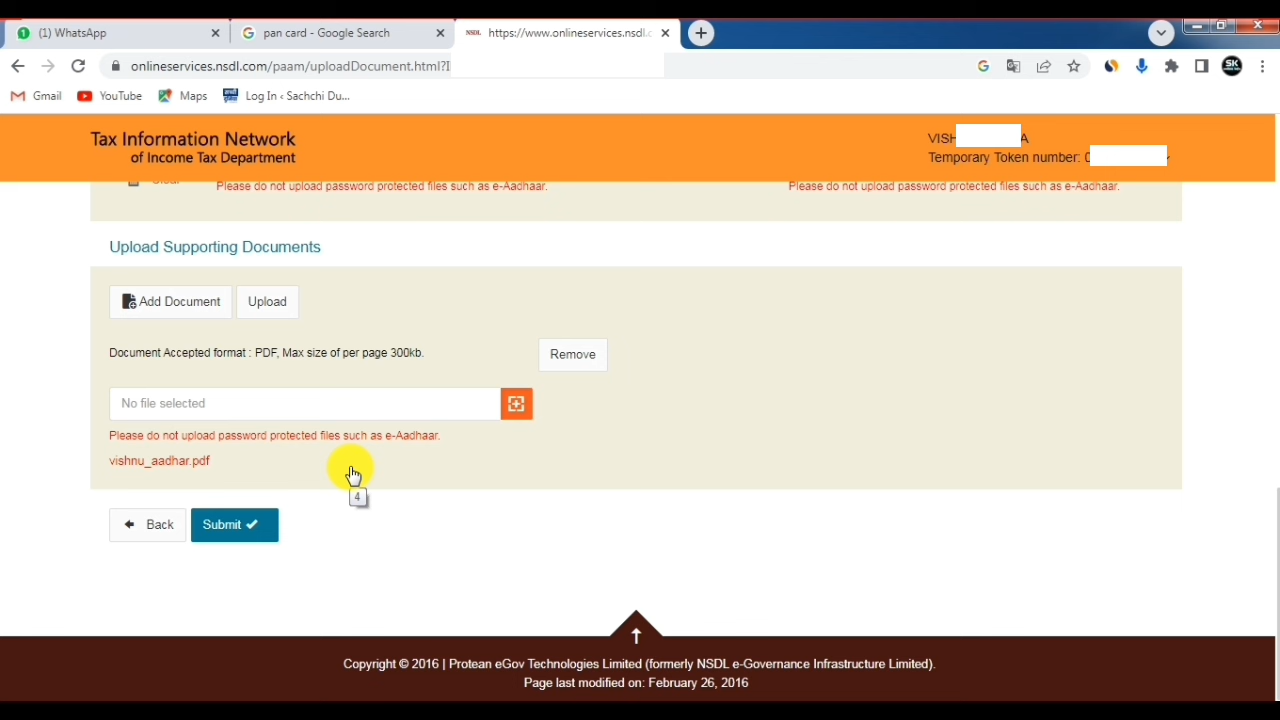 (1) WhatsApp
pan card - Google Search
NSDL https://www.onlineservices.nsdl.c
onlineservices.nsdl.com/paam/uploadDocument.html?I
SK
Gmail
YouTube
Maps
Log In ‹ Sachchi Du...
Tax Information Network
of Income Tax Department
VISH A
Temporary Token number: 0
Please do not upload password protected files such as e-Aadhaar.
Please do not upload password protected files such as e-Aadhaar.
Upload Supporting Documents
Add Document
Upload
Document Accepted format : PDF, Max size of per page 300kb.
Remove
No file selected
Please do not upload password protected files such as e-Aadhaar.
vishnu_aadhar.pdf
4
Back
Submit
Copyright © 2016 | Protean eGov Technologies Limited (formerly NSDL e-Governance Infrastructure Limited).
Page last modified on: February 26, 2016